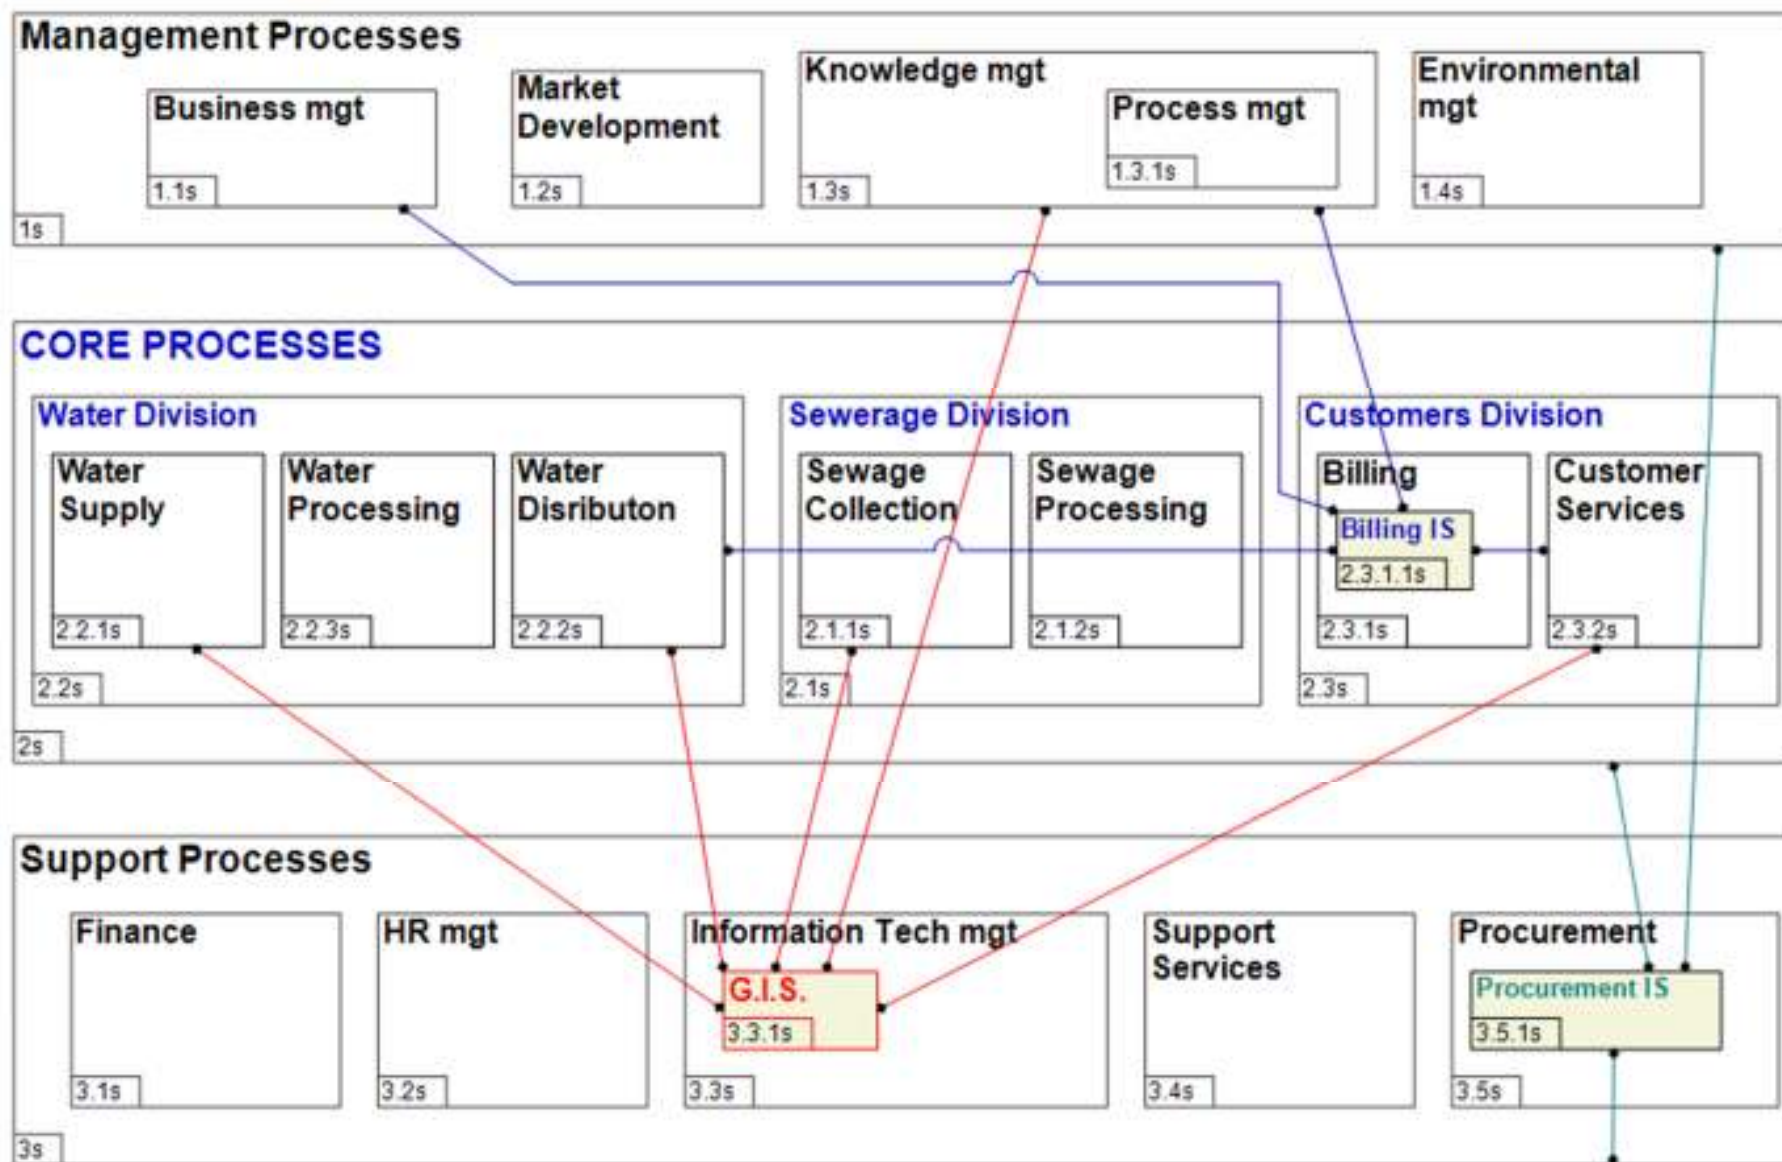 Management Processes
Business mgt
1.1s
Market
Development
1.2s
Knowledge mgt
Process mgt
1.3.1s
1.3s
Environmental
mgt
1.4s
1s
CORE PROCESSES
Water Division
Water
Supply
2.2.1s
Water
Processing
2.2.3s
Water
Disributon
2.2.2s
2.2s
Sewerage Division
Sewage
Collection
2.1.1s
Sewage
Processing
2.1.2s
2.1s
Customers Division
Billing
Billing IS
2.3.1.1s
2.3.1s
Customer
Services
2.3.2s
2.3s
2s
Support Processes
Finance
3.1s
HR mgt
3.2s
Information Tech mgt
G.I.S.
3.3.1s
3.3s
Support
Services
3.4s
Procurement
Procurement IS
3.5.1s
3.5s
3s